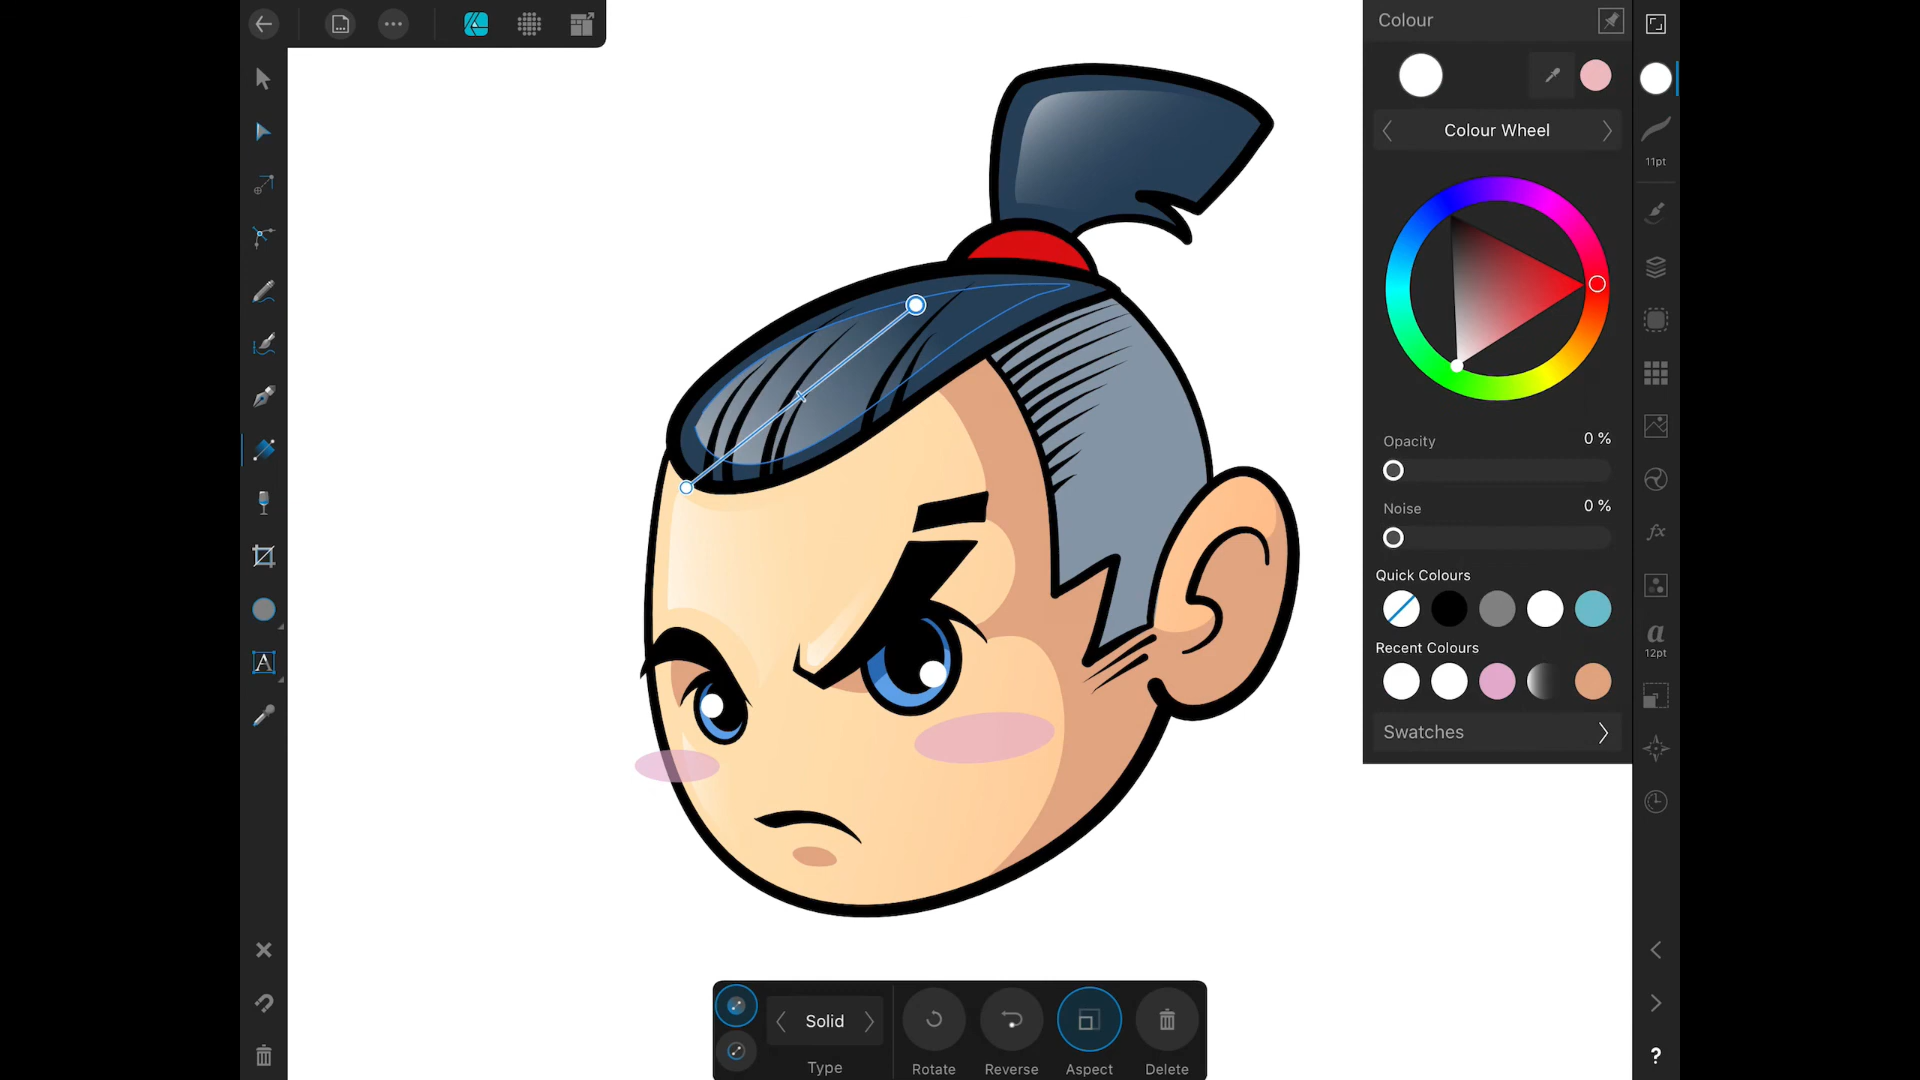 Colour
Colour Wheel
11pt
Opacity
0 %
Noise
0 %
Quick Colours
Recent Colours
Swatches
fx
a
12pt
A
Solid
Type
Rotate
Reverse
Aspect
Delete
?